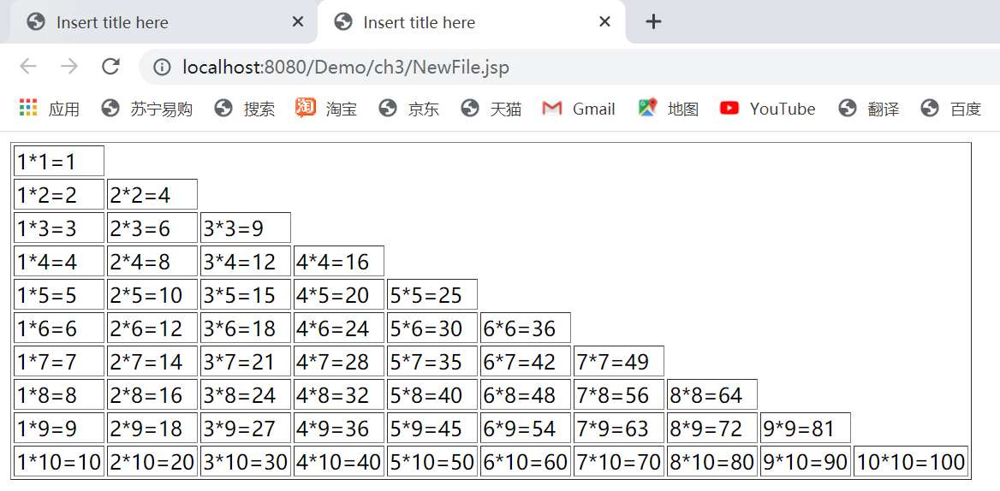 Insert title here Insert title here
localhost:8080/Demo/ch3/NewFile.jsp
应用 苏宁易购 搜索 淘 淘宝 京东 天猫 Gmail 地图 YouTube 翻译 百度
1*1=1
1*2=2 2*2=4
1*3=3 2*3=6 3*3=9
1*4=4 2*4=8 3*4=12 4*4=16
1*5=5 2*5=10 3*5=15 4*5=20 5*5=25
1*6=6 2*6=12 3*6=18 4*6=24 5*6=30 6*6=36
1*7=7 2*7=14 3*7=21 4*7=28 5*7=35 6*7=42 7*7=49
1*8=8 2*8=16 3*8=24 4*8=32 5*8=40 6*8=48 7*8=56 8*8=64
1*9=9 2*9=18 3*9=27 4*9=36 5*9=45 6*9=54 7*9=63 8*9=72 9*9=81
1*10=10 2*10=20 3*10=30 4*10=40 5*10=50 6*10=60 7*10=70 8*10=80 9*10=90 10*10=100